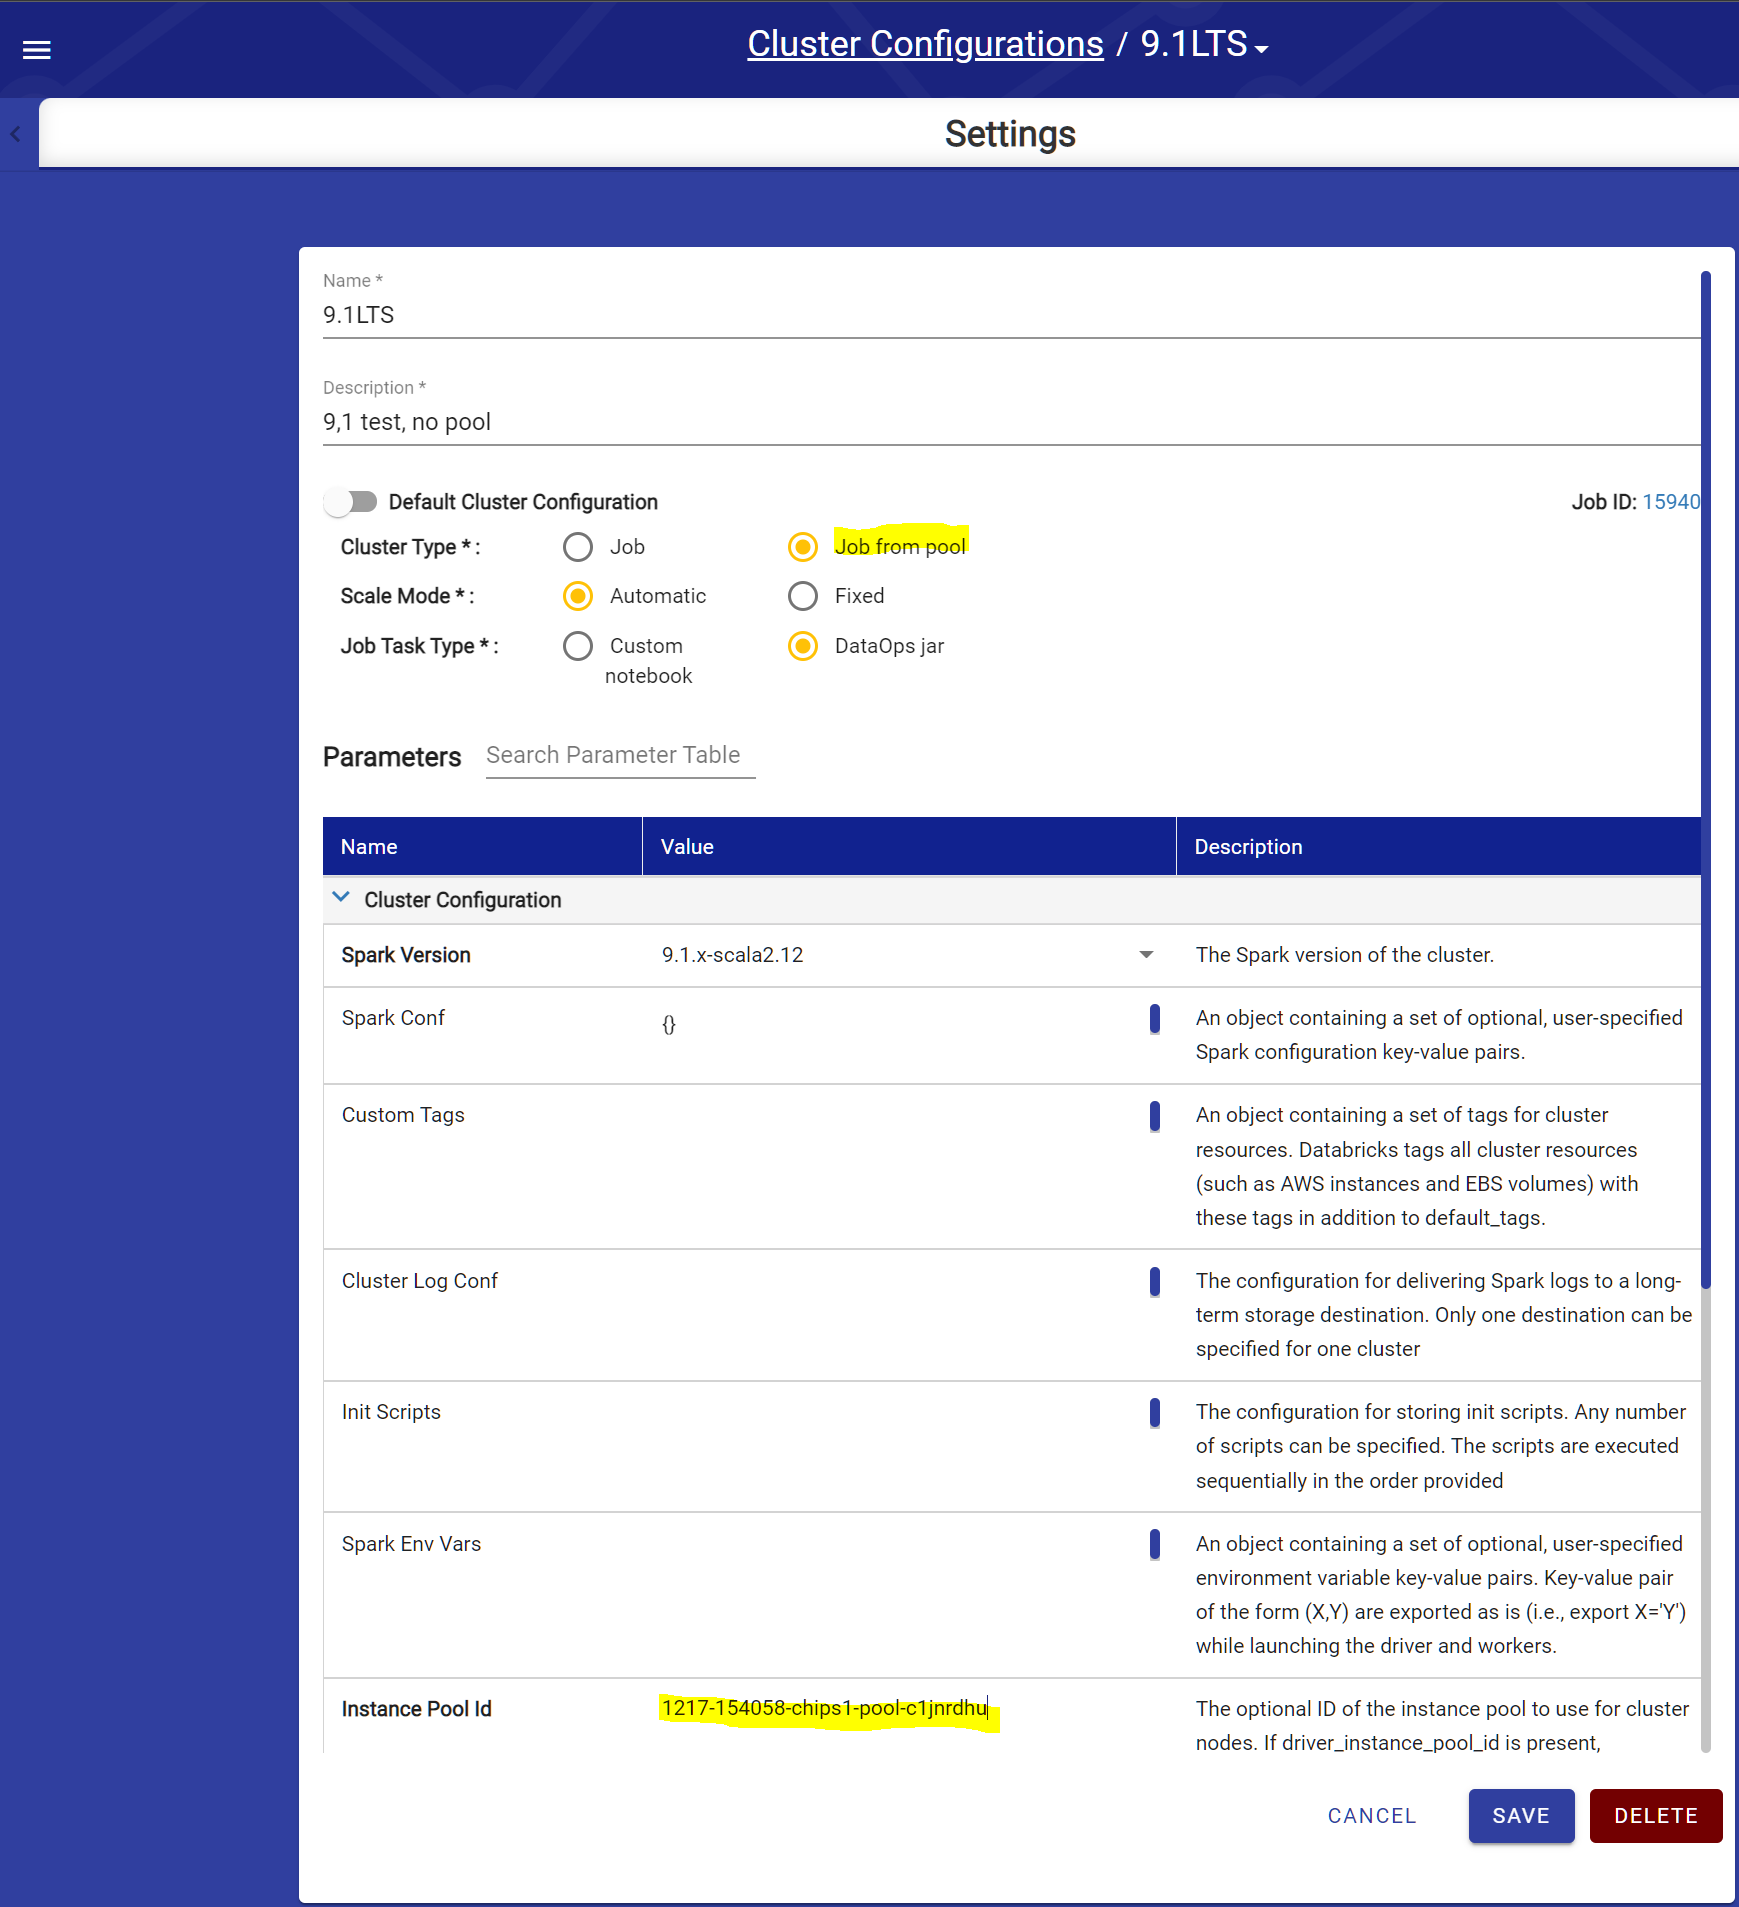 Cluster Configurations / 9.1LTS
Settings
Name *
9.1LTS
Description *
9,1 test, no pool
Default Cluster Configuration
Job ID: 15940
Cluster Type * :
Job
Job from pool
Scale Mode * :
Automatic
Fixed
Job Task Type * :
Custom
notebook
DataOps jar
Parameters
Search Parameter Table
Name
Value
Description
Cluster Configuration
Spark Version
9.1.x-scala2.12
The Spark version of the cluster.
Spark Conf
{}
An object containing a set of optional, user-specified
Spark configuration key-value pairs.
Custom Tags
An object containing a set of tags for cluster
resources. Databricks tags all cluster resources
(such as AWS instances and EBS volumes) with
these tags in addition to default_tags.
Cluster Log Conf
The configuration for delivering Spark logs to a long-
term storage destination. Only one destination can be
specified for one cluster
Init Scripts
The configuration for storing init scripts. Any number
of scripts can be specified. The scripts are executed
sequentially in the order provided
Spark Env Vars
An object containing a set of optional, user-specified
environment variable key-value pairs. Key-value pair
of the form (X,Y) are exported as is (i.e., export X='Y')
while launching the driver and workers.
Instance Pool Id
1217-154058-chips1-pool-c1jnrdhu
The optional ID of the instance pool to use for cluster
nodes. If driver_instance_pool_id is present,
CANCEL
SAVE
DELETE